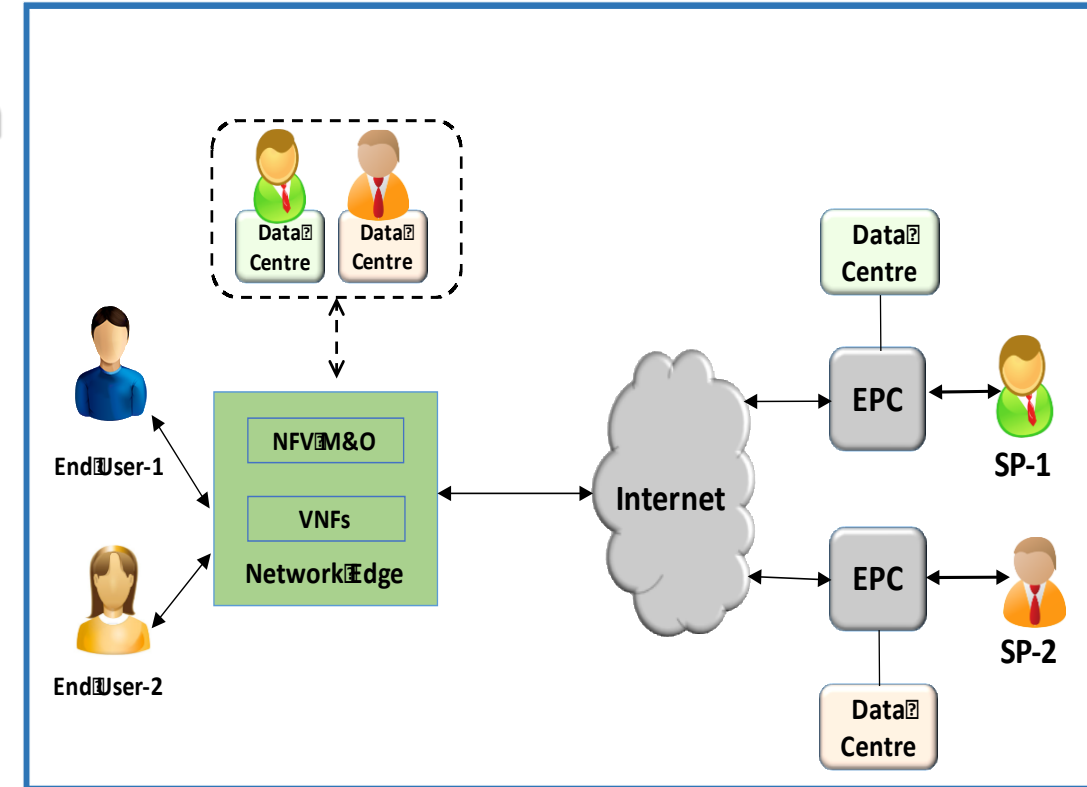 Data
Centre
Data
Centre
Data
Centre
End User-1
NFV M&O
VNFs
Network Edge
End User-2
Internet
EPC
SP-1
EPC
SP-2
Data
Centre